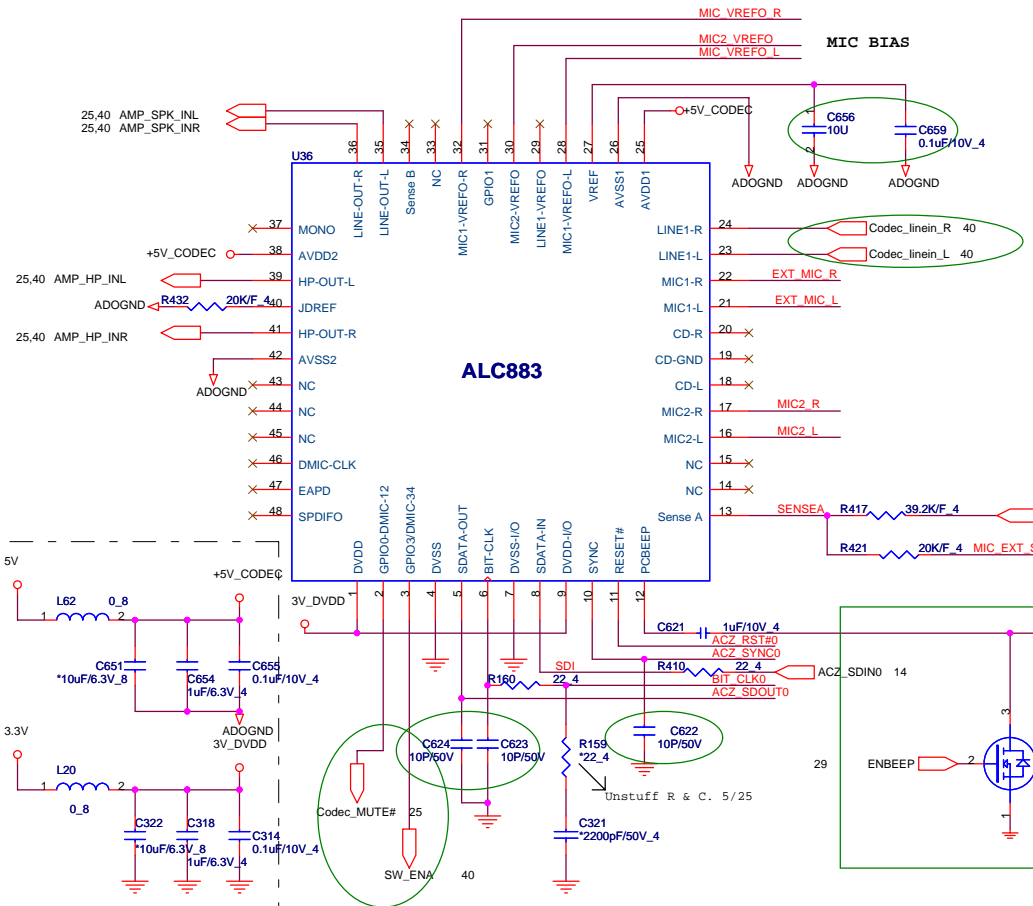 MIC_VREFO_R
MIC2_VREFO
MIC_VREFO_L
MIC BIAS
25,40 AMP_SPK_INL
25,40 AMP_SPK_INR
+5V_CODEC
1
C656
10U
2
C659
0.1uF/10V_4
ADOGND
ADOGND
ADOGND
U36
36
35
34
33
32
31
30
29
28
27
26
25
LINE-OUT-R
LINE-OUT-L
Sense B
NC
MIC1-VREFO-R
GPIO1
MIC2-VREFO
LINE1-VREFO
MIC1-VREFO-L
VREF
AVSS1
AVDD1
37 MONO
+5V_CODEC 38 AVDD2
25,40 AMP_HP_INL 39 HP-OUT-L
ADOGND R432 20K/F_4 40 JDREF
25,40 AMP_HP_INR 41 HP-OUT-R
42 AVSS2
ADOGND
43 NC
44 NC
45 NC
46 DMIC-CLK
47 EAPD
48 SPDIFO
ALC883
LINE1-R 24 Codec_linein_R 40
LINE1-L 23 Codec_linein_L 40
MIC1-R 22 EXT_MIC_R
MIC1-L 21 EXT_MIC_L
CD-R 20
CD-GND 19
CD-L 18
MIC2-R 17 MIC2_R
MIC2-L 16 MIC2_L
NC 15
NC 14
Sense A 13 SENSEA R417 39.2K/F_4
R421 20K/F_4 MIC_EXT_S
DVDD
GPIO0-DMIC-12
GPIO3/DMIC-34
DVSS
SDATA-OUT
BIT-CLK
DVSS-I/O
SDATA-IN
DVDD-I/O
SYNC
RESET#
PCBEEP
1
2
3
4
5
6
7
8
9
10
11
12
3V_DVDD
C621 1uF/10V_4
ACZ_RST#0
ACZ_SYNC0
SDI R410 22_4 ACZ_SDIN0 14
R160 22_4 BIT_CLK0
ACZ_SDOUT0
5V
+5V_CODEC
L62 0_8
1 2
C651
*10uF/6.3V_8
C654
1uF/6.3V_4
C655
0.1uF/10V_4
ADOGND
3.3V
3V_DVDD
L20
1 2
0_8
C322
*10uF/6.3V_8
C318
1uF/6.3V_4
C314
0.1uF/10V_4
C624
10P/50V
C623
10P/50V
C622
10P/50V
R159
*22_4
Unstuff R & C. 5/25
C321
*2200pF/50V_4
Codec_MUTE# 25
SW_ENA 40
29 ENBEEP 2
3
1